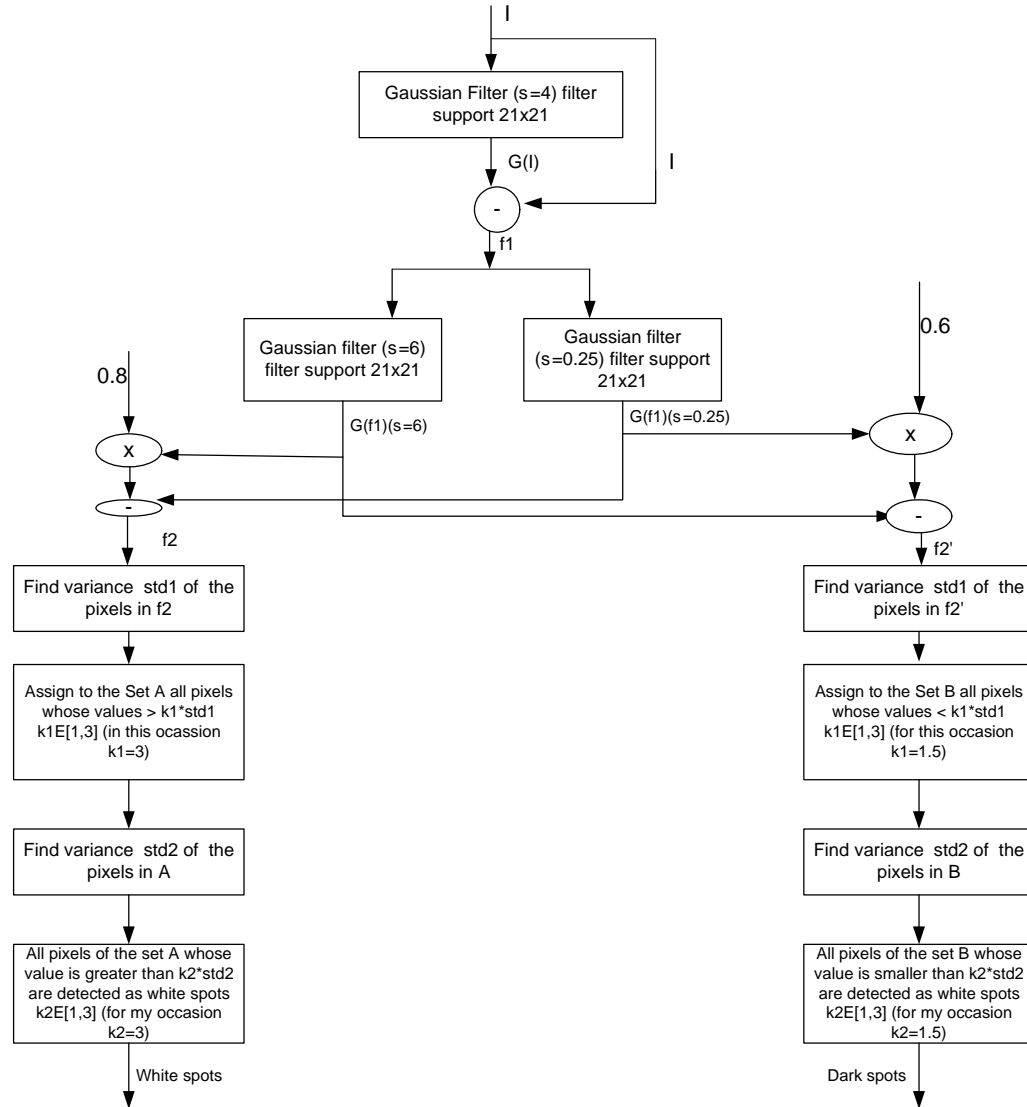 I
Gaussian Filter (s=4) filter
support 21x21
G(I)
I
-
f1
Gaussian filter (s=6)
filter support 21x21
Gaussian filter
(s=0.25) filter support
21x21
0.6
0.8
G(f1)(s=6)
G(f1)(s=0.25)
x
x
-
-
f2
f2'
Find variance std1 of the
pixels in f2
Find variance std1 of the
pixels in f2'
Assign to the Set A all pixels
whose values > k1*std1
k1E[1,3] (in this ocassion
k1=3)
Assign to the Set B all pixels
whose values < k1*std1
k1E[1,3] (for this occasion
k1=1.5)
Find variance std2 of the
pixels in A
Find variance std2 of the
pixels in B
All pixels of the set A whose
value is greater than k2*std2
are detected as white spots
k2E[1,3] (for my occasion
k2=3)
All pixels of the set B whose
value is smaller than k2*std2
are detected as white spots
k2E[1,3] (for my occasion
k2=1.5)
White spots
Dark spots